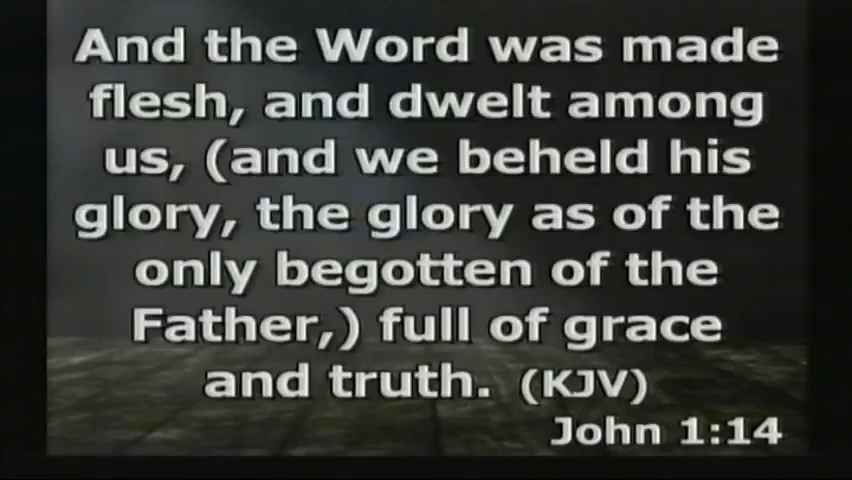 And the Word was made
flesh, and dwelt among
us, (and we beheld his
glory, the glory as of the
only begotten of the
Father,) full of grace
and truth. (KJV)
John 1:14